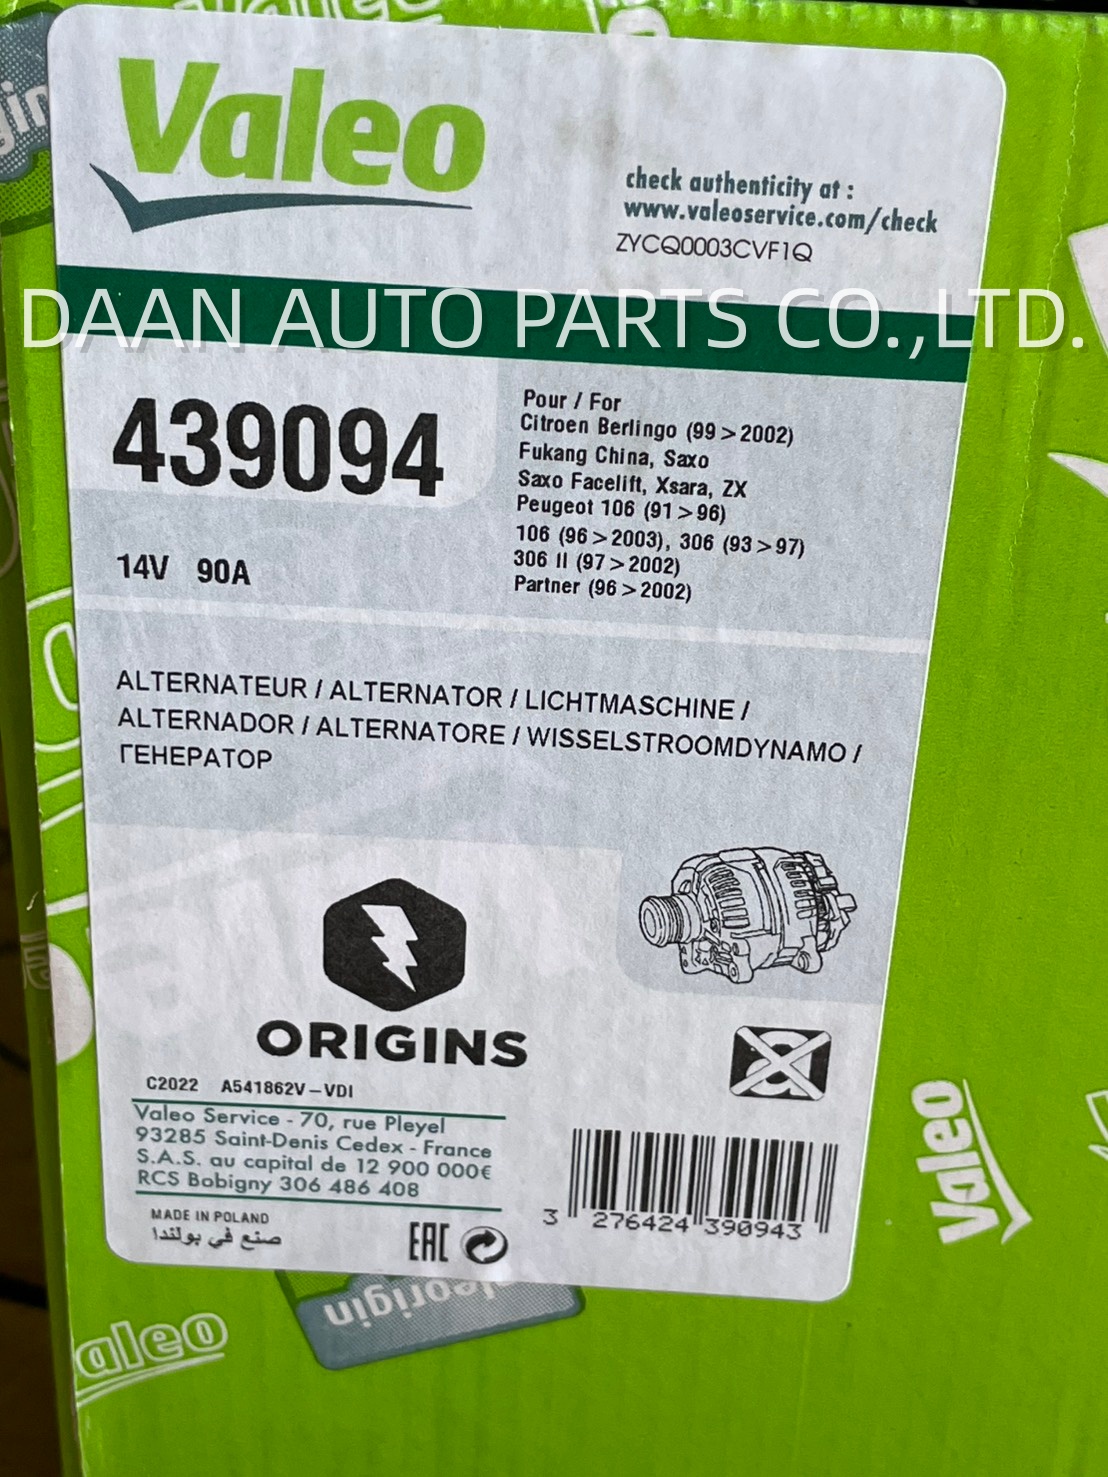 Valeo
check authenticity at :
www.valeoservice.com/check
ZYCQ0003CVF1Q
DAAN AUTO PARTS CO.,LTD.
439094
14V 90A
Pour / For
Citroen Berlingo (99 > 2002)
Fukang China, Saxo
Saxo Facelift, Xsara, ZX
Peugeot 106 (91 > 96)
106 (96 > 2003), 306 (93 > 97)
306 II (97 > 2002)
Partner (96 > 2002)
ALTERNATEUR / ALTERNATOR / LICHTMASCHINE /
ALTERNADOR / ALTERNATORE / WISSELSTROOMDYNAMO /
ГЕНЕРАТОР
ORIGINS
C2022 A541862V – VDI
Valeo Service - 70, rue Pleyel
93285 Saint-Denis Cedex - France
S.A.S. au capital de 12 900 000€
RCS Bobigny 306 486 408
MADE IN POLAND
صنع في بولندا
EAC
a
3 276424 390943
Valeo
aleo